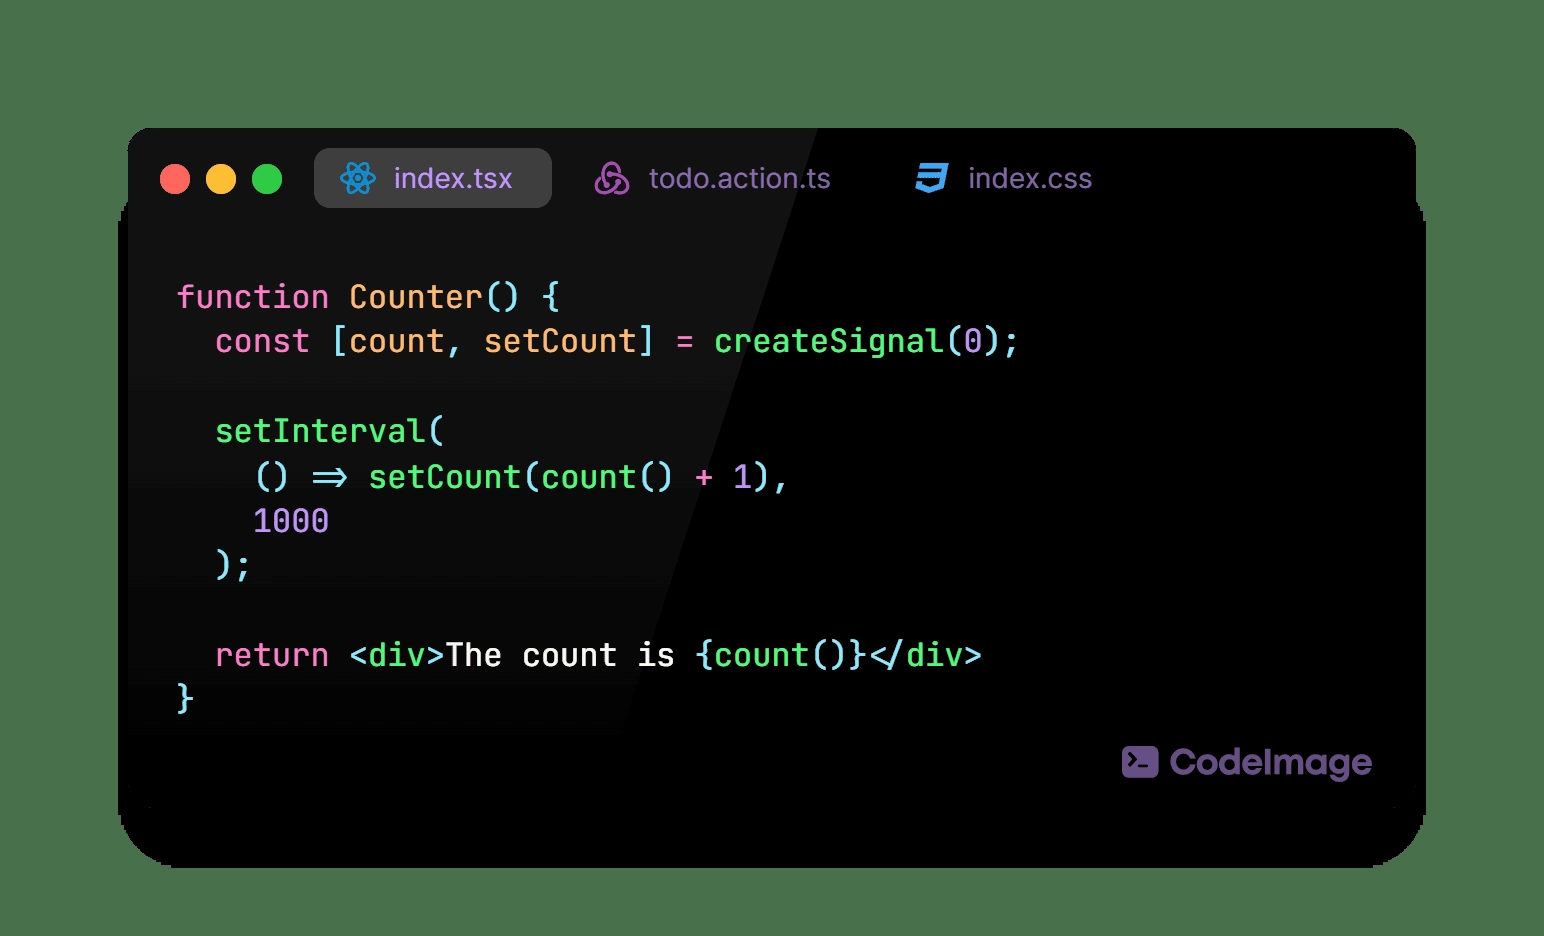 index.tsx todo.action.ts index.css
function Counter() {
  const [count, setCount] = createSignal(0);
  setInterval(
    () => setCount(count() + 1),
    1000
  );
  return <div>The count is {count()}</div>
}
CodeImage